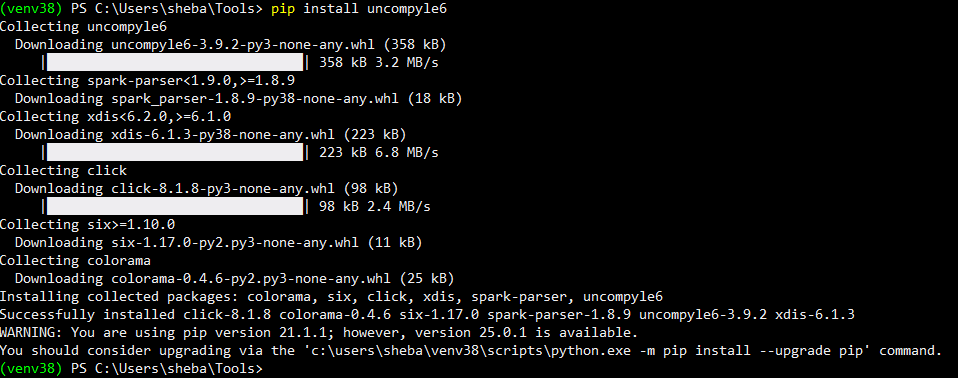 (venv38) PS C:\Users\sheba\Tools> pip install uncompyle6
Collecting uncompyle6
  Downloading uncompyle6-3.9.2-py3-none-any.whl (358 kB)
     |████████████████████████████████| 358 kB 3.2 MB/s
Collecting spark-parser<1.9.0,>=1.8.9
  Downloading spark_parser-1.8.9-py38-none-any.whl (18 kB)
Collecting xdis<6.2.0,>=6.1.0
  Downloading xdis-6.1.3-py38-none-any.whl (223 kB)
     |████████████████████████████████| 223 kB 6.8 MB/s
Collecting click
  Downloading click-8.1.8-py3-none-any.whl (98 kB)
     |████████████████████████████████| 98 kB 2.4 MB/s
Collecting six>=1.10.0
  Downloading six-1.17.0-py2.py3-none-any.whl (11 kB)
Collecting colorama
  Downloading colorama-0.4.6-py2.py3-none-any.whl (25 kB)
Installing collected packages: colorama, six, click, xdis, spark-parser, uncompyle6
Successfully installed click-8.1.8 colorama-0.4.6 six-1.17.0 spark-parser-1.8.9 uncompyle6-3.9.2 xdis-6.1.3
WARNING: You are using pip version 21.1.1; however, version 25.0.1 is available.
You should consider upgrading via the 'c:\users\sheba\venv38\scripts\python.exe -m pip install --upgrade pip' command.
(venv38) PS C:\Users\sheba\Tools>